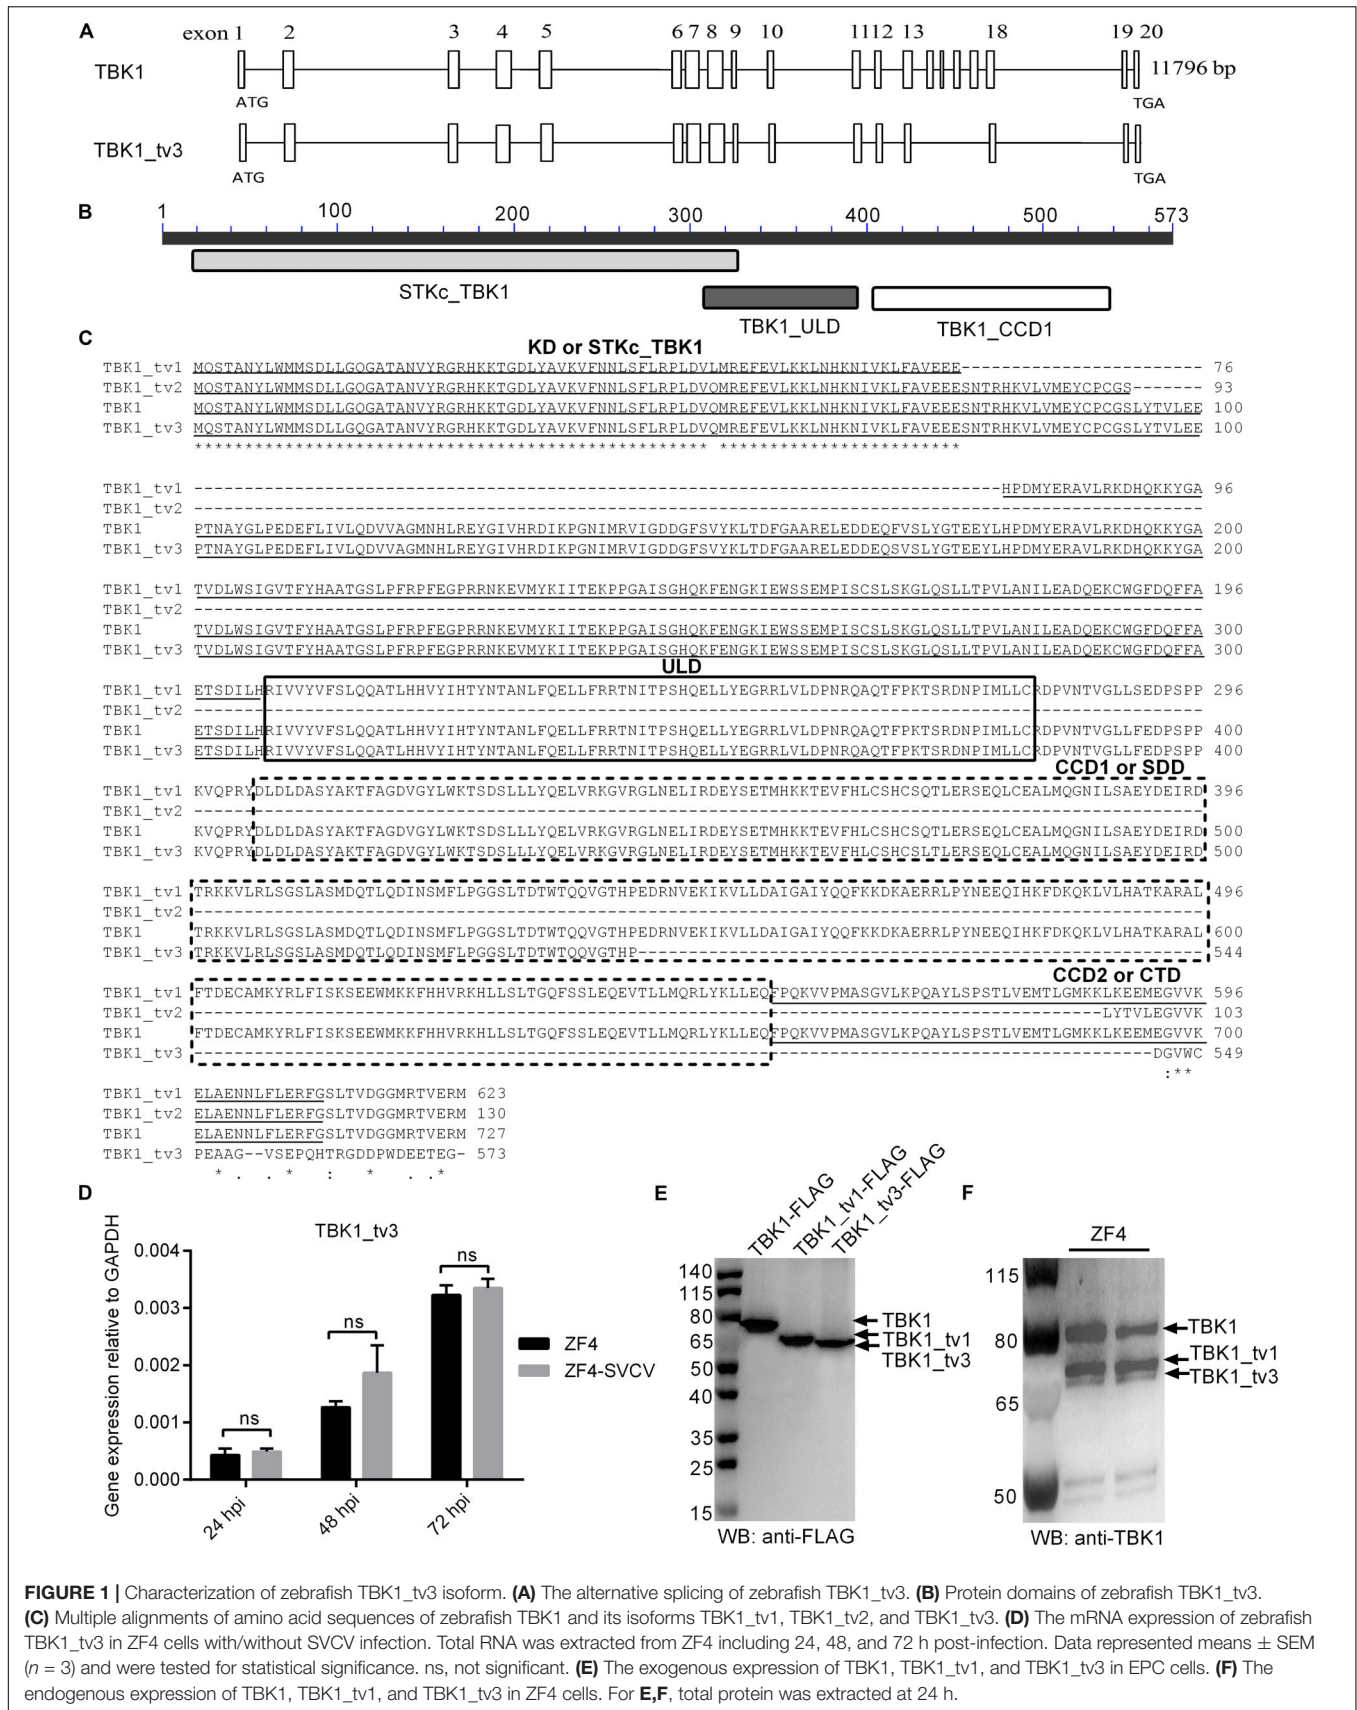 A
exon 1 2 3 4 5 6 7 8 9 10 11 12 13 18 19 20
TBK1 11796 bp
ATG TGA
TBK1_tv3
ATG TGA
B
1 100 200 300 400 500 573
STKc_TBK1
TBK1_ULD TBK1_CCD1
C
KD or STKc_TBK1
TBK1_tv1 MQSTANYLWMMSDLLGQGATANVYRGRHKKTGDLYAVKVFNNLSFLRPLDVLMREFEVLKKLNHKNIVKLFAVEEE------------------------ 76
TBK1_tv2 MQSTANYLWMMSDLLGQGATANVYRGRHKKTGDLYAVKVFNNLSFLRPLDVQMREFEVLKKLNHKNIVKLFAVEEESNTRHKVLVMEYCPCGS------- 93
TBK1 MQSTANYLWMMSDLLGQGATANVYRGRHKKTGDLYAVKVFNNLSFLRPLDVQMREFEVLKKLNHKNIVKLFAVEEESNTRHKVLVMEYCPCGSLYTVLEE 100
TBK1_tv3 MQSTANYLWMMSDLLGQGATANVYRGRHKKTGDLYAVKVFNNLSFLRPLDVQMREFEVLKKLNHKNIVKLFAVEEESNTRHKVLVMEYCPCGSLYTVLEE 100
*************************************************** ************************
TBK1_tv1 --------------------------------------------------------------------------------HPDMYERAVLRKDHQKKYGA 96
TBK1_tv2 ----------------------------------------------------------------------------------------------------
TBK1 PTNAYGLPEDEFLIVLQDVVAGMNHLREYGIVHRDIKPGNIMRVIGDDGFSVYKLTDFGAARELEDDEQFVSLYGTEEYLHPDMYERAVLRKDHQKKYGA 200
TBK1_tv3 PTNAYGLPEDEFLIVLQDVVAGMNHLREYGIVHRDIKPGNIMRVIGDDGFSVYKLTDFGAARELEDDEQSVSLYGTEEYLHPDMYERAVLRKDHQKKYGA 200
TBK1_tv1 TVDLWSIGVTFYHAATGSLPFRPFEGPRRNKEVMYKIITEKPPGAISGHQKFENGKIEWSSEMPISCSLSKGLQSLLTPVLANILEADQEKCWGFDQFFA 196
TBK1_tv2 ----------------------------------------------------------------------------------------------------
TBK1 TVDLWSIGVTFYHAATGSLPFRPFEGPRRNKEVMYKIITEKPPGAISGHQKFENGKIEWSSEMPISCSLSKGLQSLLTPVLANILEADQEKCWGFDQFFA 300
TBK1_tv3 TVDLWSIGVTFYHAATGSLPFRPFEGPRRNKEVMYKIITEKPPGAISGHQKFENGKIEWSSEMPISCSLSKGLQSLLTPVLANILEADQEKCWGFDQFFA 300
ULD
TBK1_tv1 ETSDILHRIVVYVFSLQQATLHHVYIHTYNTANLFQELLFRRTNITPSHQELLYEGRRLVLDPNRQAQTFPKTSRDNPIMLLCRDPVNTVGLLSEDPSPP 296
TBK1_tv2 ----------------------------------------------------------------------------------------------------
TBK1 ETSDILHRIVVYVFSLQQATLHHVYIHTYNTANLFQELLFRRTNITPSHQELLYEGRRLVLDPNRQAQTFPKTSRDNPIMLLCRDPVNTVGLLFEDPSPP 400
TBK1_tv3 ETSDILHRIVVYVFSLQQATLHHVYIHTYNTANLFQELLFRRTNITPSHQELLYEGRRLVLDPNRQAQTFPKTSRDNPIMLLCRDPVNTVGLLFEDPSPP 400
CCD1 or SDD
TBK1_tv1 KVQPRYDLDLDASYAKTFAGDVGYLWKTSDSLLLYQELVRKGVRGLNELIRDEYSETMHKKTEVFHLCSHCSQTLERSEQLCEALMQGNILSAEYDEIRD 396
TBK1_tv2 ----------------------------------------------------------------------------------------------------
TBK1 KVQPRYDLDLDASYAKTFAGDVGYLWKTSDSLLLYQELVRKGVRGLNELIRDEYSETMHKKTEVFHLCSHCSQTLERSEQLCEALMQGNILSAEYDEIRD 500
TBK1_tv3 KVQPRYDLDLDASYAKTFAGDVGYLWKTSDSLLLYQELVRKGVRGLNELIRDEYSETMHKKTEVFHLCSHCSLTLERSEQLCEALMQGNILSAEYDEIRD 500
TBK1_tv1 TRKKVLRLSGSLASMDQTLQDINSMFLPGGSLTDTWTQQVGTHPEDRNVEKIKVLLDAIGAIYQQFKKDKAERRLPYNEEQIHKFDKQKLVLHATKARAL 496
TBK1_tv2 ----------------------------------------------------------------------------------------------------
TBK1 TRKKVLRLSGSLASMDQTLQDINSMFLPGGSLTDTWTQQVGTHPEDRNVEKIKVLLDAIGAIYQQFKKDKAERRLPYNEEQIHKFDKQKLVLHATKARAL 600
TBK1_tv3 TRKKVLRLSGSLASMDQTLQDINSMFLPGGSLTDTWTQQVGTHP-------------------------------------------------------- 544
CCD2 or CTD
TBK1_tv1 FTDECAMKYRLFISKSEEWMKKFHHVRKHLLSLTGQFSSLEQEVTLLMQRLYKLLEQFPQKVVPMASGVLKPQAYLSPSTLVEMTLGMKKLKEEMEGVVK 596
TBK1_tv2 ------------------------------------------------------------------------------------------LYTVLEGVVK 103
TBK1 FTDECAMKYRLFISKSEEWMKKFHHVRKHLLSLTGQFSSLEQEVTLLMQRLYKLLEQFPQKVVPMASGVLKPQAYLSPSTLVEMTLGMKKLKEEMEGVVK 700
TBK1_tv3 -----------------------------------------------------------------------------------------------DGVWC 549
:**
TBK1_tv1 ELAENNLFLERFGSLTVDGGMRTVERM 623
TBK1_tv2 ELAENNLFLERFGSLTVDGGMRTVERM 130
TBK1 ELAENNLFLERFGSLTVDGGMRTVERM 727
TBK1_tv3 PEAAG--VSEPQHTRGDDPWDEETEG- 573
* . . * : * . .*
D
TBK1_tv3
Gene expression relative to GAPDH
0.004
0.003
0.002
0.001
0.000
ns ns ns
24 hpi 48 hpi 72 hpi
ZF4
ZF4-SVCV
E
TBK1-FLAG
TBK1_tv1-FLAG
TBK1_tv3-FLAG
140
115
80
65
50
40
35
25
15
TBK1
TBK1_tv1
TBK1_tv3
WB: anti-FLAG
F
ZF4
115
80
65
50
TBK1
TBK1_tv1
TBK1_tv3
WB: anti-TBK1
FIGURE 1 | Characterization of zebrafish TBK1_tv3 isoform. (A) The alternative splicing of zebrafish TBK1_tv3. (B) Protein domains of zebrafish TBK1_tv3.
(C) Multiple alignments of amino acid sequences of zebrafish TBK1 and its isoforms TBK1_tv1, TBK1_tv2, and TBK1_tv3. (D) The mRNA expression of zebrafish
TBK1_tv3 in ZF4 cells with/without SVCV infection. Total RNA was extracted from ZF4 including 24, 48, and 72 h post-infection. Data represented means ± SEM
(n = 3) and were tested for statistical significance. ns, not significant. (E) The exogenous expression of TBK1, TBK1_tv1, and TBK1_tv3 in EPC cells. (F) The
endogenous expression of TBK1, TBK1_tv1, and TBK1_tv3 in ZF4 cells. For E,F, total protein was extracted at 24 h.